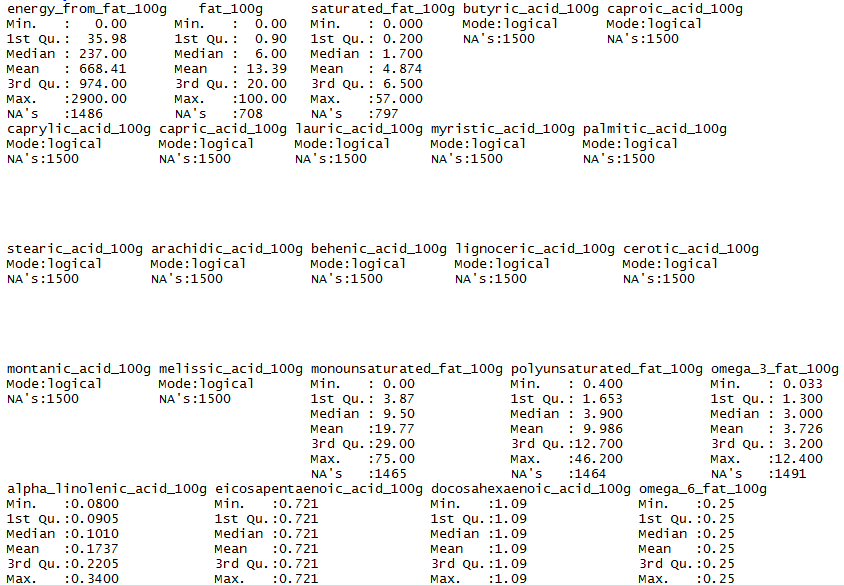 energy_from_fat_100g    fat_100g      saturated_fat_100g butyric_acid_100g caproic_acid_100g
Min.   :   0.00      Min.   :  0.00   Min.   : 0.000     Mode:logical      Mode:logical
1st Qu.:  35.98      1st Qu.:  0.90   1st Qu.: 0.200     NA's:1500         NA's:1500
Median : 237.00      Median :  6.00   Median : 1.700
Mean   : 668.41      Mean   : 13.39   Mean   : 4.874
3rd Qu.: 974.00      3rd Qu.: 20.00   3rd Qu.: 6.500
Max.   :2900.00      Max.   :100.00   Max.   :57.000
NA's   :1486         NA's   :708      NA's   :797
caprylic_acid_100g capric_acid_100g lauric_acid_100g myristic_acid_100g palmitic_acid_100g
Mode:logical       Mode:logical     Mode:logical     Mode:logical       Mode:logical
NA's:1500          NA's:1500        NA's:1500        NA's:1500          NA's:1500
stearic_acid_100g arachidic_acid_100g behenic_acid_100g lignoceric_acid_100g cerotic_acid_100g
Mode:logical      Mode:logical        Mode:logical      Mode:logical         Mode:logical
NA's:1500         NA's:1500           NA's:1500         NA's:1500            NA's:1500
montanic_acid_100g melissic_acid_100g monounsaturated_fat_100g polyunsaturated_fat_100g omega_3_fat_100g
Mode:logical       Mode:logical       Min.   : 0.00            Min.   : 0.400           Min.   : 0.033
NA's:1500          NA's:1500          1st Qu.: 3.87            1st Qu.: 1.653           1st Qu.: 1.300
Median : 9.50            Median : 3.900           Median : 3.000
Mean   :19.77            Mean   : 9.986           Mean   : 3.726
3rd Qu.:29.00            3rd Qu.:12.700           3rd Qu.: 3.200
Max.   :75.00            Max.   :46.200           Max.   :12.400
NA's   :1465             NA's   :1464             NA's   :1491
alpha_linolenic_acid_100g eicosapentaenoic_acid_100g docosahexaenoic_acid_100g omega_6_fat_100g
Min.   :0.0800            Min.   :0.721              Min.   :1.09              Min.   :0.25
1st Qu.:0.0905            1st Qu.:0.721              1st Qu.:1.09              1st Qu.:0.25
Median :0.1010            Median :0.721              Median :1.09              Median :0.25
Mean   :0.1737            Mean   :0.721              Mean   :1.09              Mean   :0.25
3rd Qu.:0.2205            3rd Qu.:0.721              3rd Qu.:1.09              3rd Qu.:0.25
Max.   :0.3400            Max.   :0.721              Max.   :1.09              Max.   :0.25